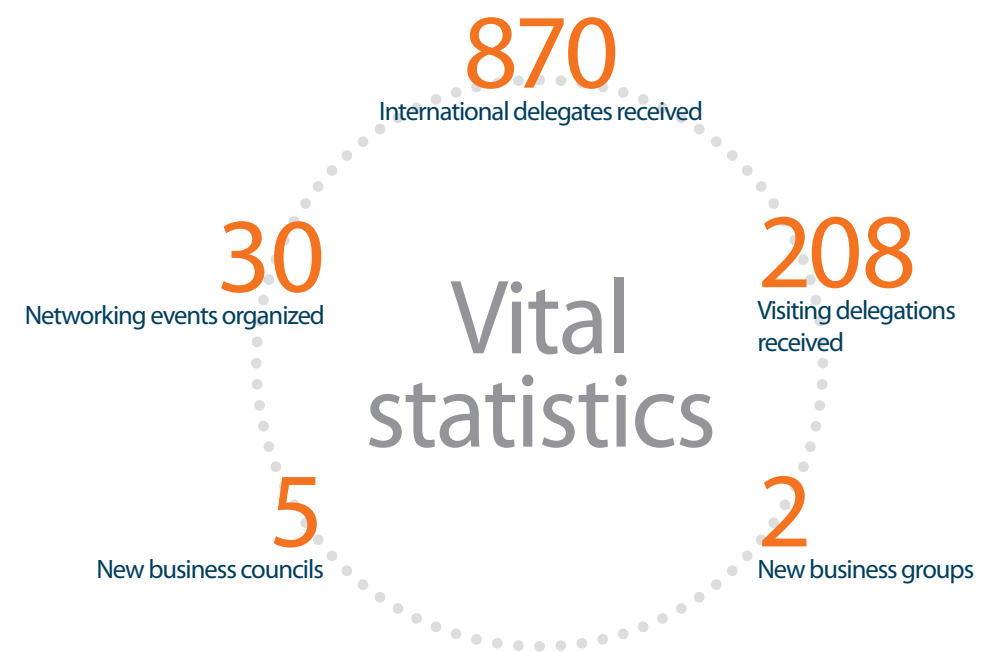 870
International delegates received
30
Networking events organized
208
Visiting delegations
received
Vital
statistics
5
New business councils
2
New business groups